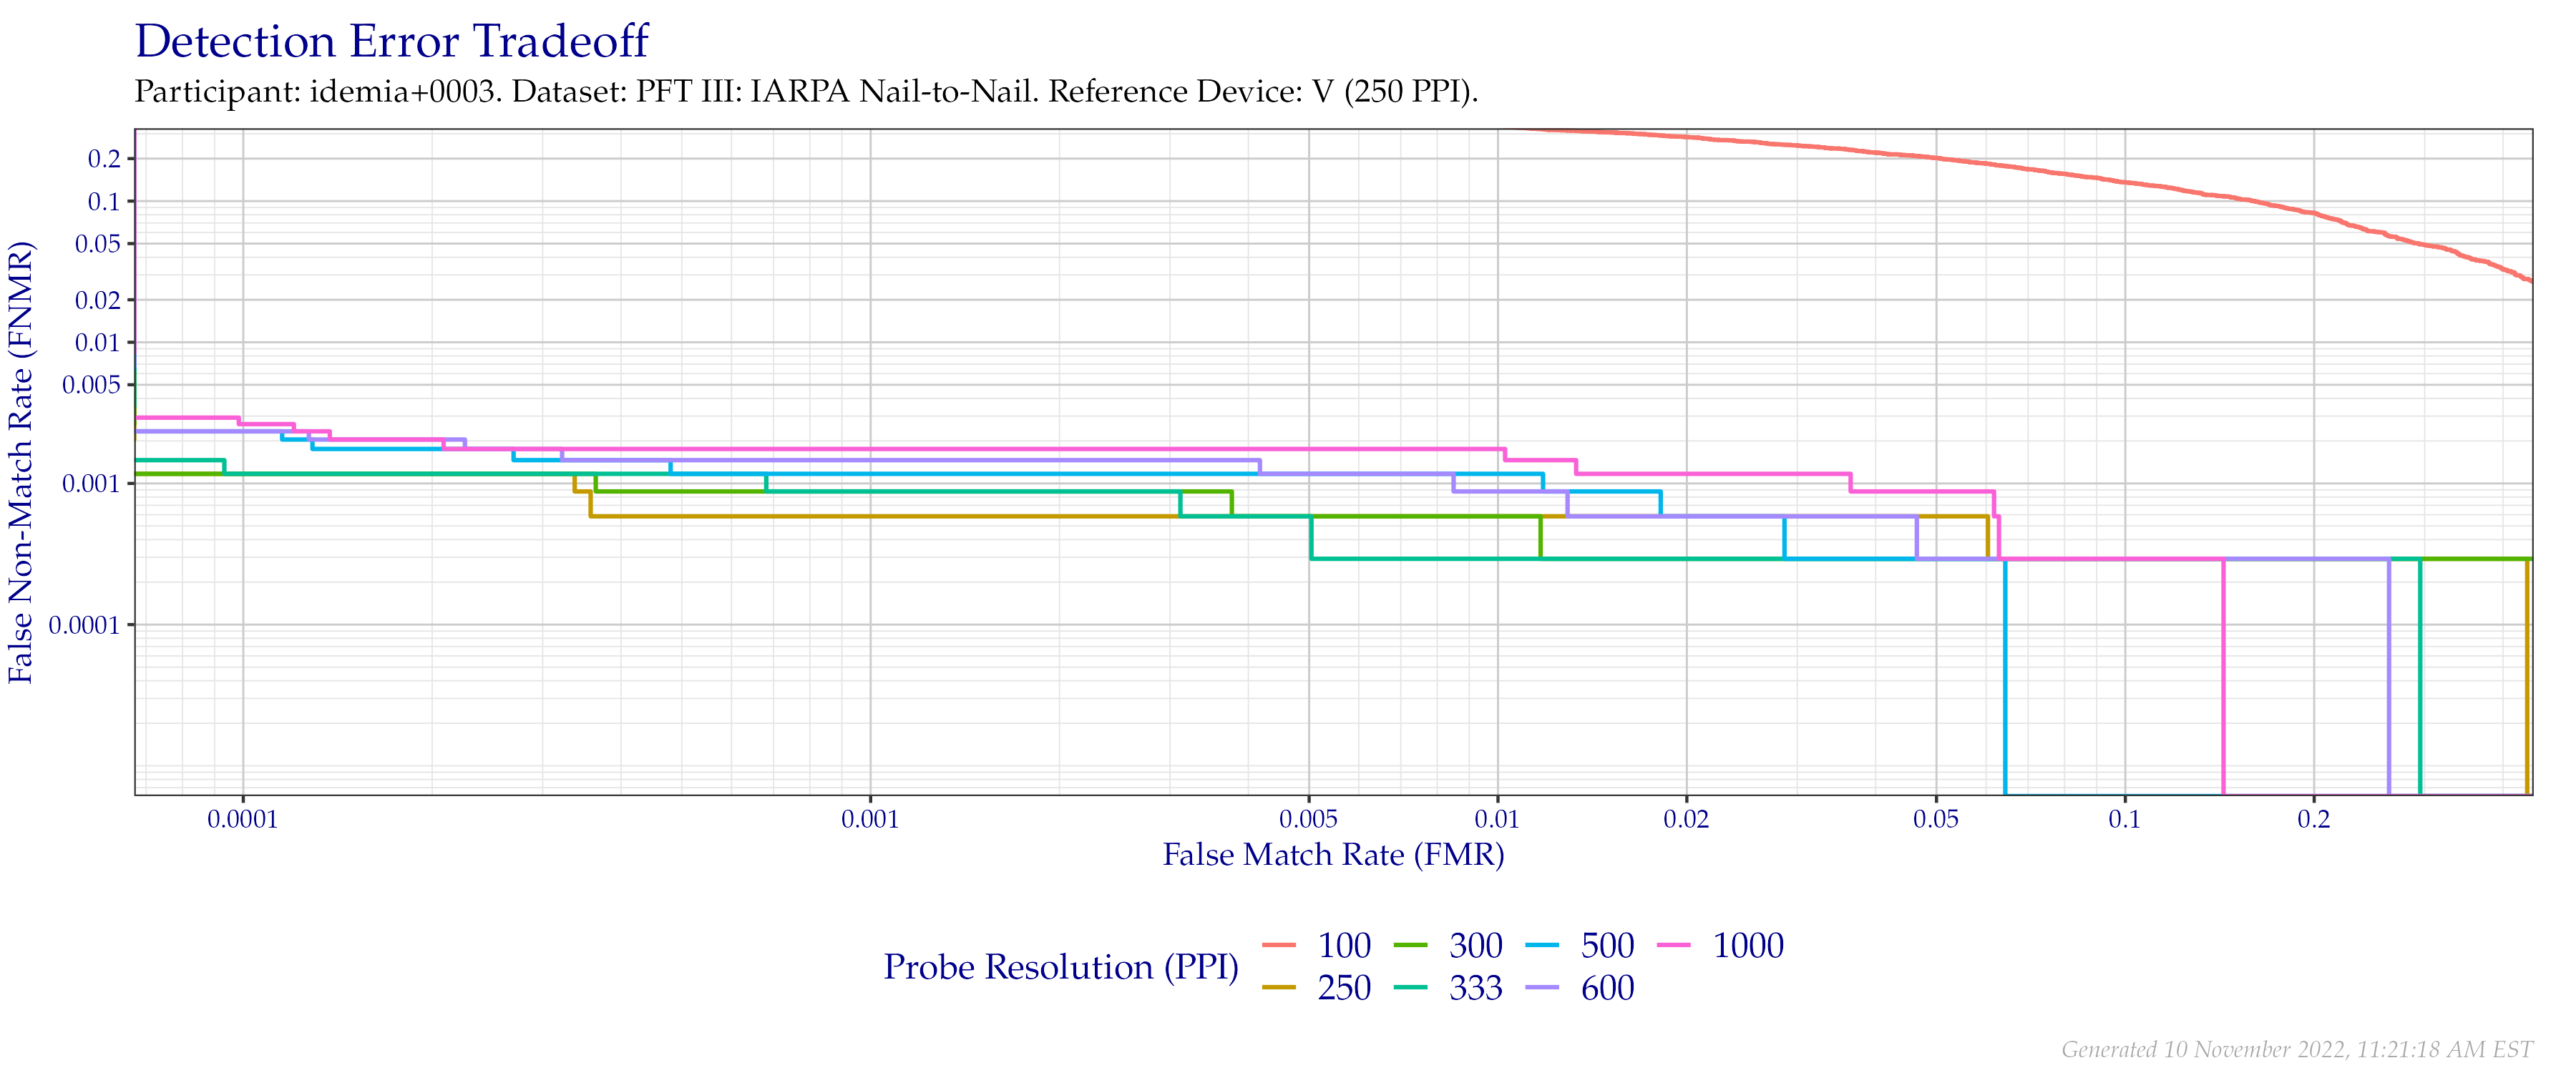 Detection Error Tradeoff
Participant: idemia+0003. Dataset: PFT III: IARPA Nail-to-Nail. Reference Device: V (250 PPI).
False Non-Match Rate (FNMR)
0.2
0.1
0.05
0.02
0.01
0.005
0.001
0.0001
0.0001 0.001 0.005 0.01 0.02 0.05 0.1 0.2
False Match Rate (FMR)
Probe Resolution (PPI)
100 300 500 1000
250 333 600
Generated 10 November 2022, 11:21:18 AM EST